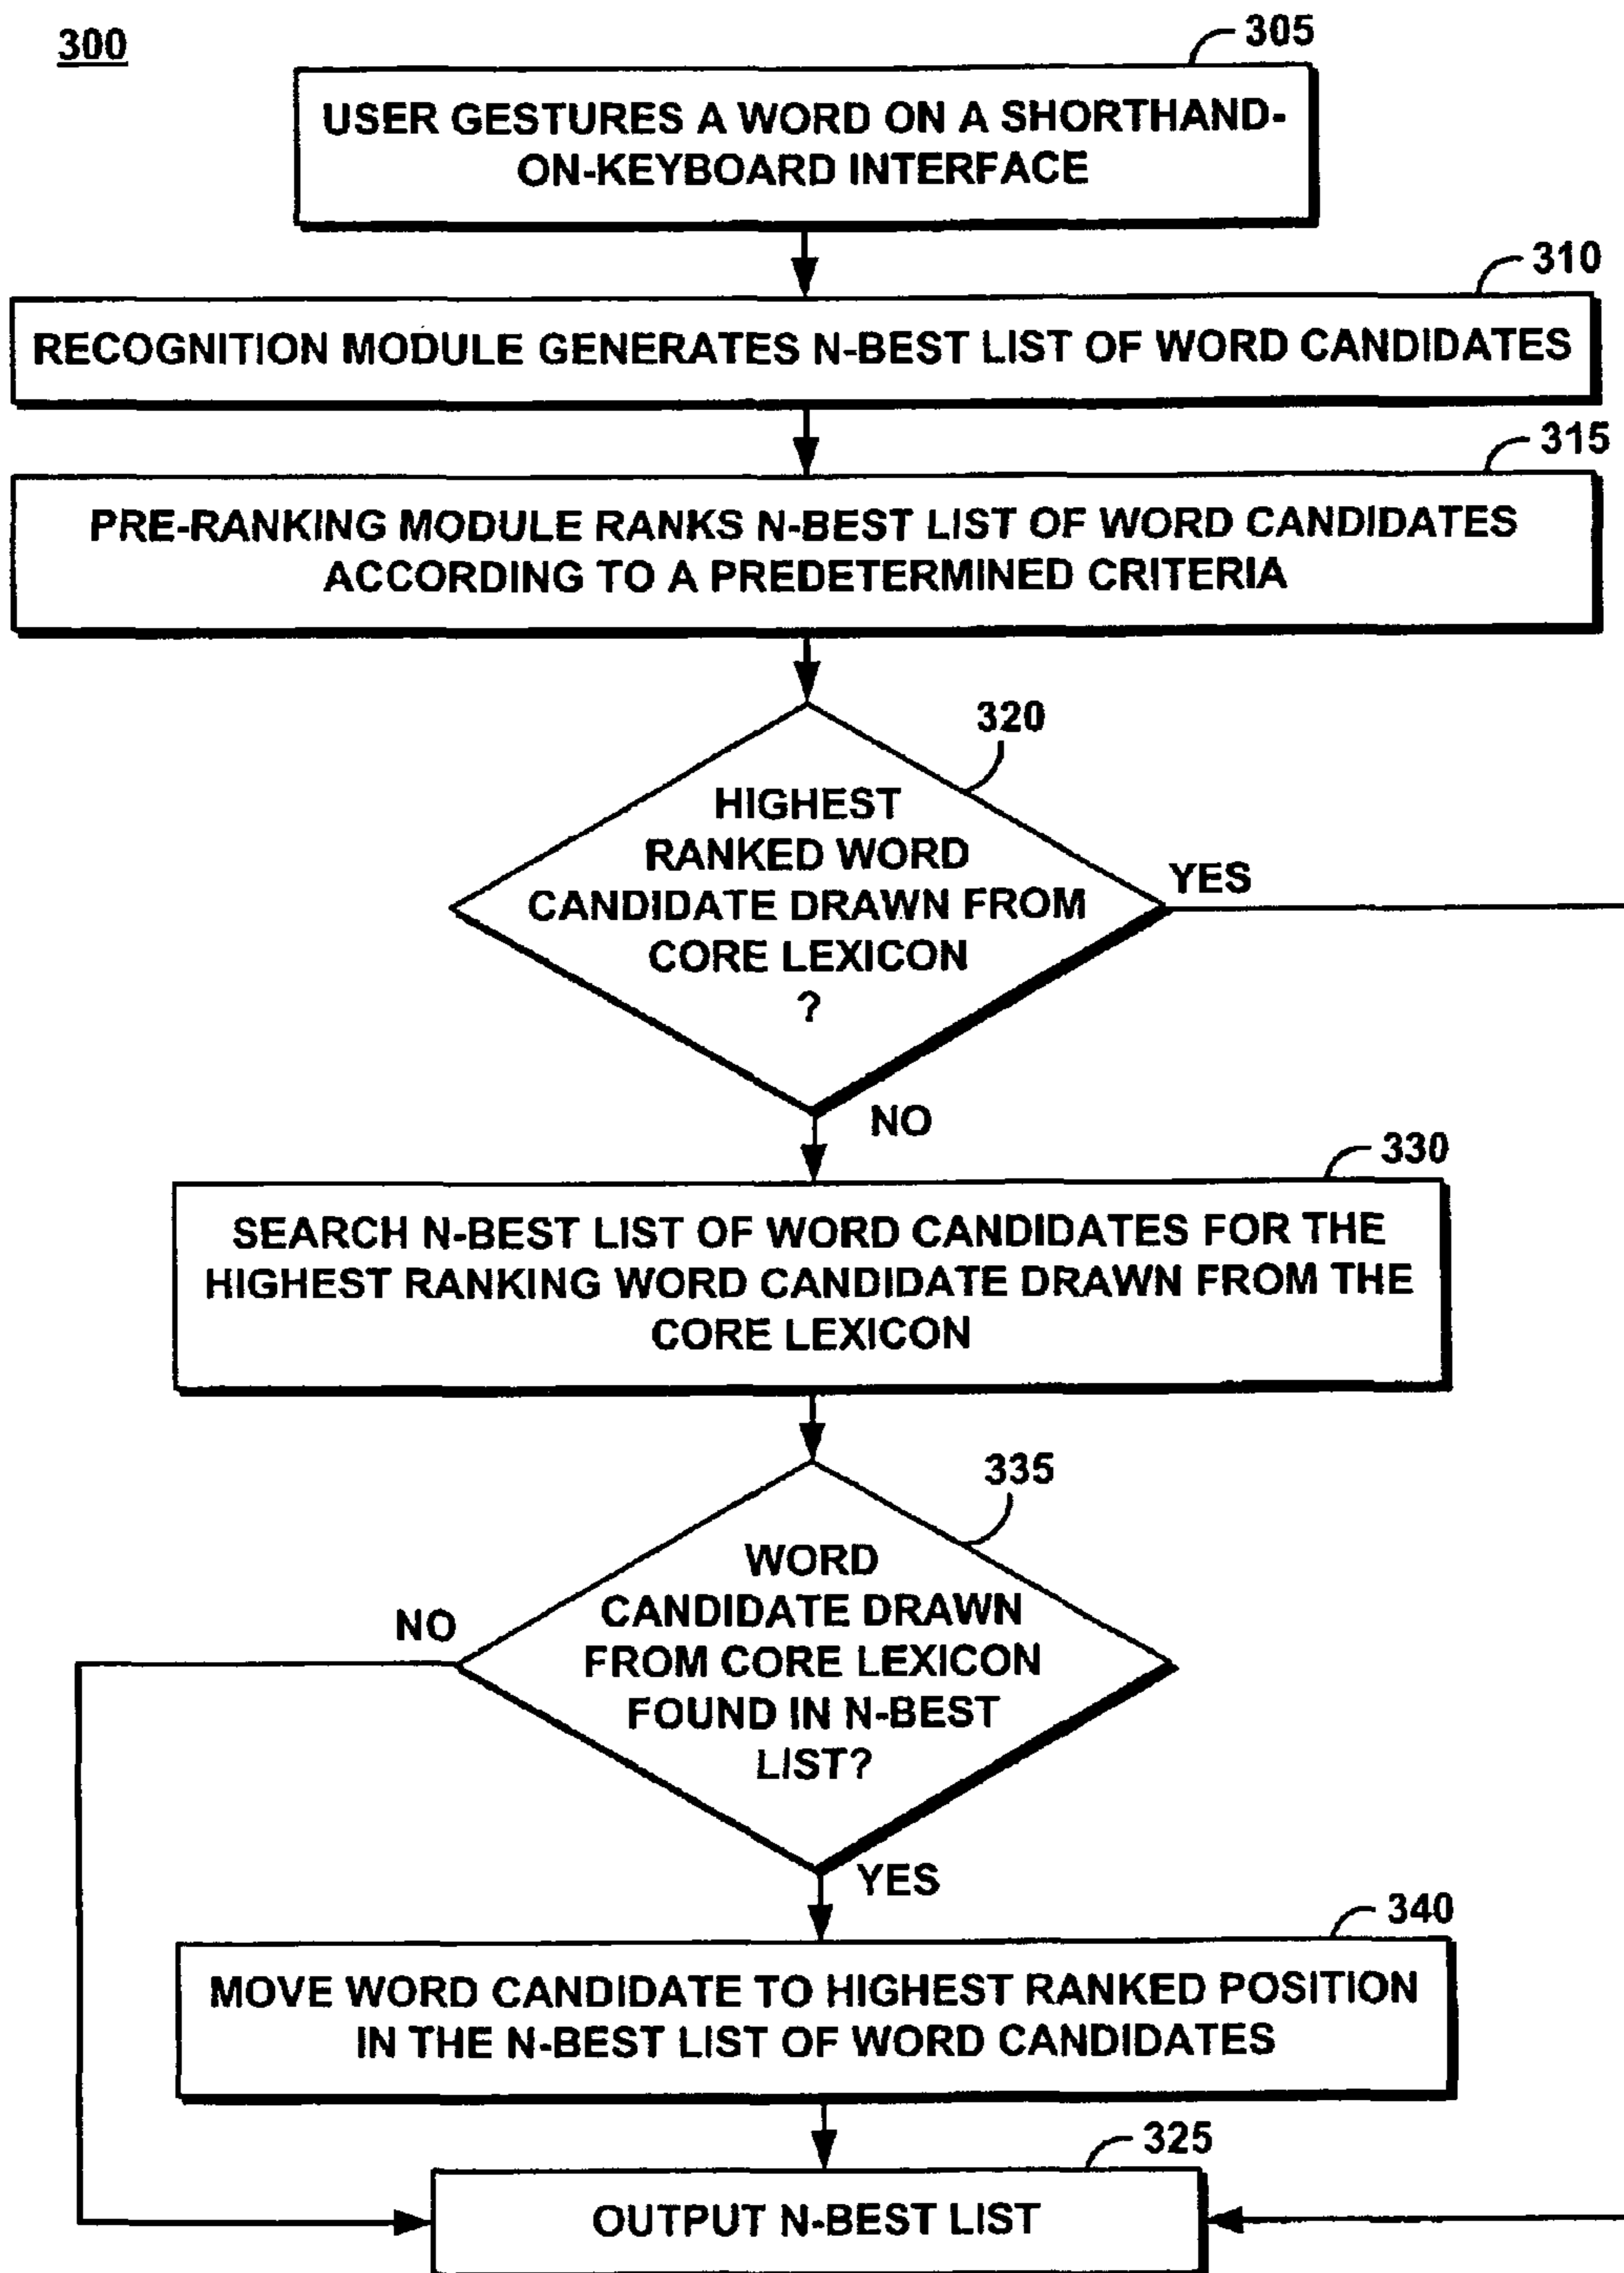 300
305
USER GESTURES A WORD ON A SHORTHAND-
ON-KEYBOARD INTERFACE
310
RECOGNITION MODULE GENERATES N-BEST LIST OF WORD CANDIDATES
315
PRE-RANKING MODULE RANKS N-BEST LIST OF WORD CANDIDATES
ACCORDING TO A PREDETERMINED CRITERIA
320
HIGHEST
RANKED WORD
CANDIDATE DRAWN FROM
CORE LEXICON
?
YES
NO
330
SEARCH N-BEST LIST OF WORD CANDIDATES FOR THE
HIGHEST RANKING WORD CANDIDATE DRAWN FROM THE
CORE LEXICON
335
WORD
CANDIDATE DRAWN
FROM CORE LEXICON
FOUND IN N-BEST
LIST?
NO
YES
340
MOVE WORD CANDIDATE TO HIGHEST RANKED POSITION
IN THE N-BEST LIST OF WORD CANDIDATES
325
OUTPUT N-BEST LIST